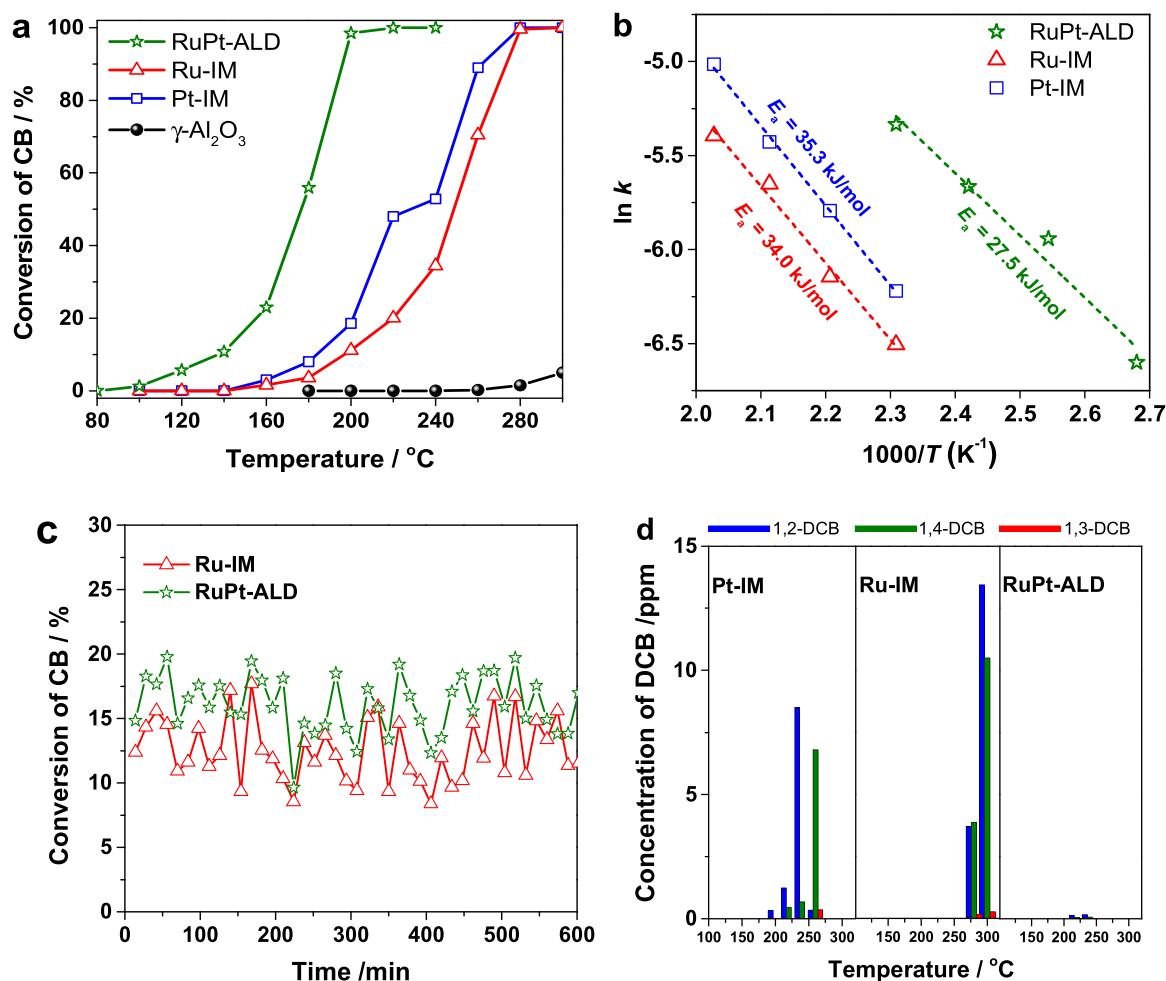 a
RuPt-ALD
Ru-IM
Pt-IM
γ-Al₂O₃
Conversion of CB / %
100
80
60
40
20
0
80 120 160 200 240 280
Temperature / °C
b
RuPt-ALD
Ru-IM
Pt-IM
Eₐ = 35.3 kJ/mol
Eₐ = 34.0 kJ/mol
Eₐ = 27.5 kJ/mol
ln k
-5.0
-5.5
-6.0
-6.5
2.0 2.1 2.2 2.3 2.4 2.5 2.6 2.7
1000/T (K⁻¹)
c
Ru-IM
RuPt-ALD
Conversion of CB / %
30
25
20
15
10
5
0
0 100 200 300 400 500 600
Time /min
d
1,2-DCB 1,4-DCB 1,3-DCB
Pt-IM Ru-IM RuPt-ALD
Concentration of DCB /ppm
15
10
5
0
100 150 200 250 300 150 200 250 300 150 200 250 300
Temperature / °C